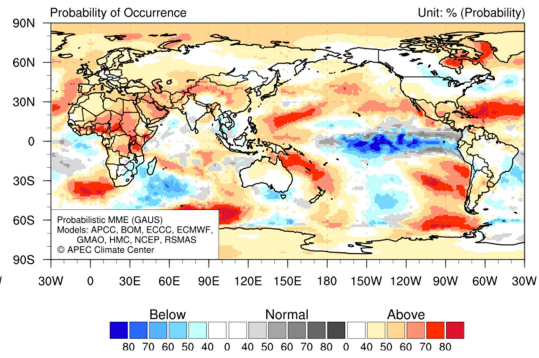 Probability of Occurrence
Unit: % (Probability)
90N
60N
30N
0
30S
60S
90S
Probabilistic MME (GAUS)
Models: APCC, BOM, ECCC, ECMWF,
GMAO, HMC, NCEP, RSMAS
© APEC Climate Center
W 30W 0 30E 60E 90E 120E 150E 180 150W 120W 90W 60W 30W
Below Normal Above
80 70 60 50 40 0 40 50 60 70 80 0 40 50 60 70 80